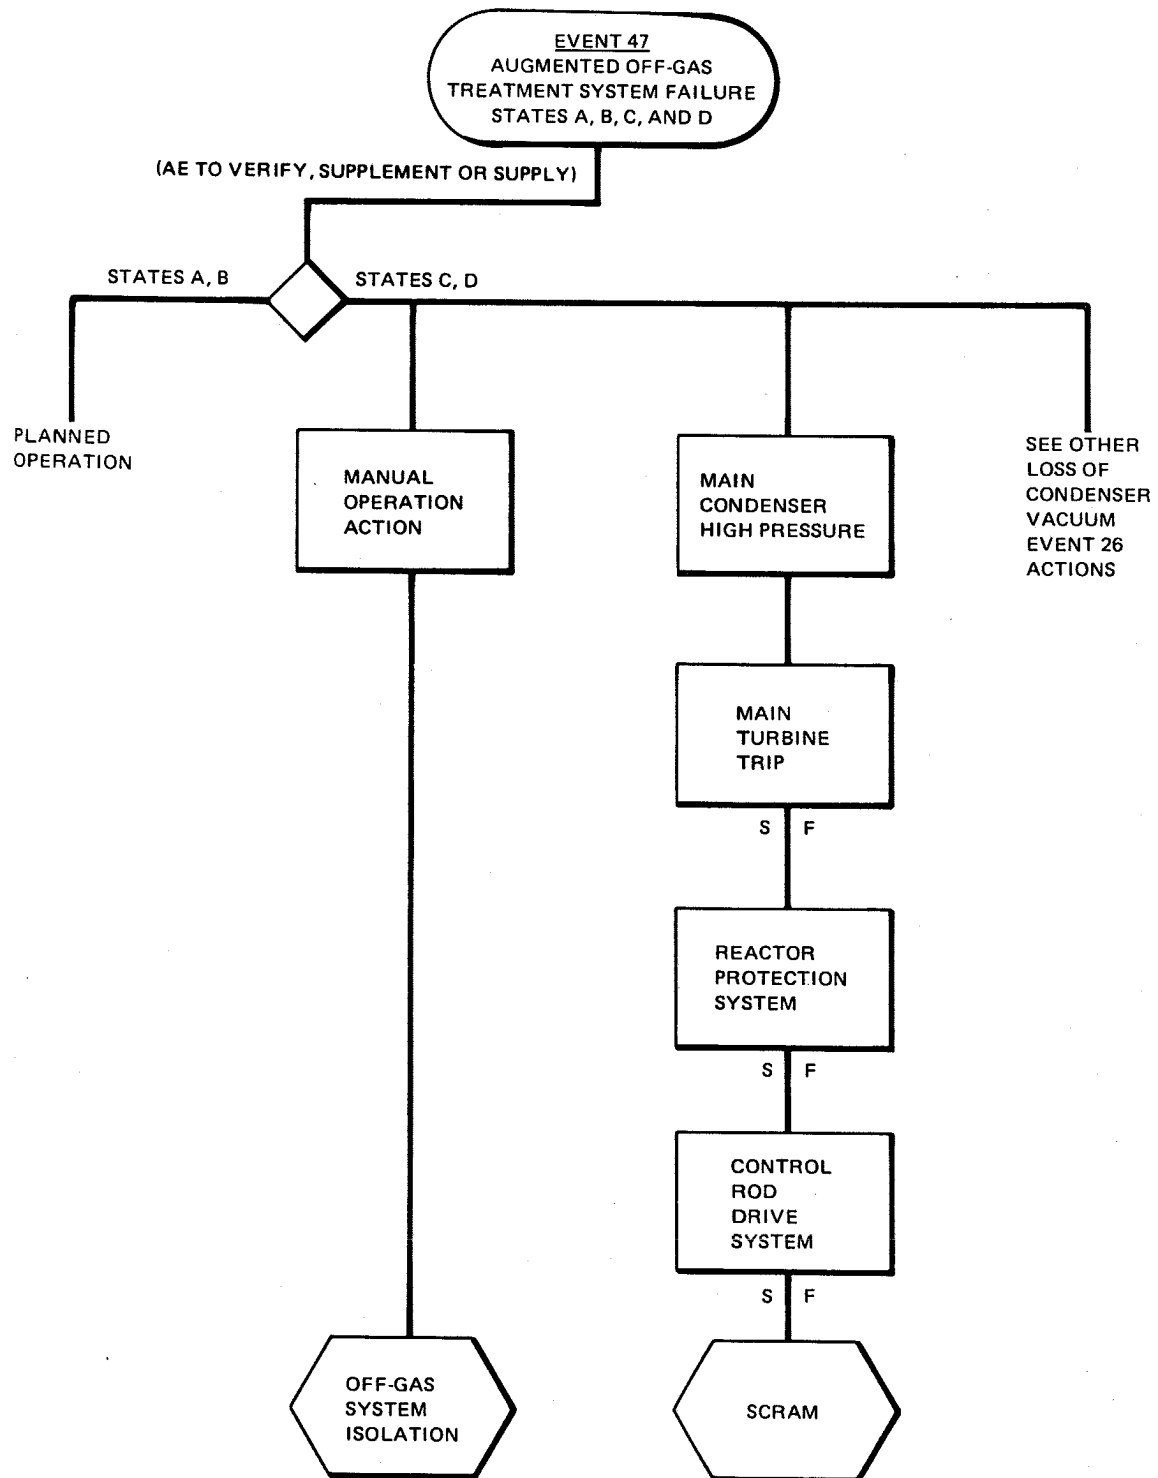 EVENT 47
AUGMENTED OFF-GAS
TREATMENT SYSTEM FAILURE
STATES A, B, C, AND D
(AE TO VERIFY, SUPPLEMENT OR SUPPLY)
STATES A, B
STATES C, D
PLANNED
OPERATION
MANUAL
OPERATION
ACTION
MAIN
CONDENSER
HIGH PRESSURE
SEE OTHER
LOSS OF
CONDENSER
VACUUM
EVENT 26
ACTIONS
MAIN
TURBINE
TRIP
S F
REACTOR
PROTECTION
SYSTEM
S F
CONTROL
ROD
DRIVE
SYSTEM
S F
OFF-GAS
SYSTEM
ISOLATION
SCRAM